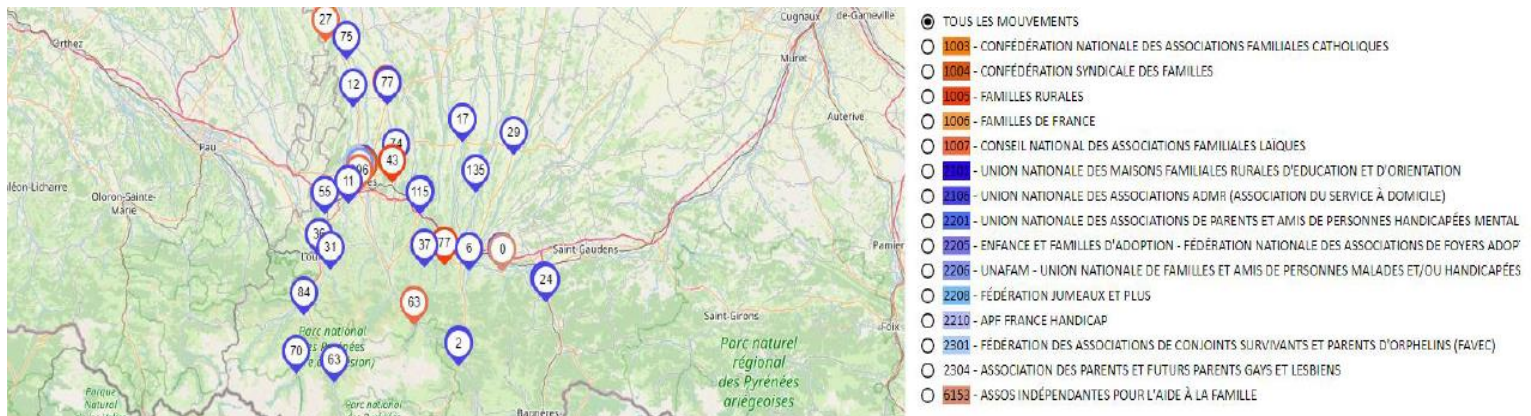 27
Cugnaux
de-Gameville
75
Orthez
Muret
12
77
17
Auterive
29
74
Pau
43
135
11
115
55
Oloron-Sainte-
Marie
36
31
37
77
6
0
Saint-Gaudens
Pamier
24
84
63
Saint-Girons
Foix
Parc national
2
70
63
Parc naturel
régional
des Pyrénées
ariégeoises
Parque
Natural
Parc national
TOUS LES MOUVEMENTS
1003 - CONFÉDÉRATION NATIONALE DES ASSOCIATIONS FAMILIALES CATHOLIQUES
1004 - CONFÉDÉRATION SYNDICALE DES FAMILLES
1005 - FAMILLES RURALES
1006 - FAMILLES DE FRANCE
1007 - CONSEIL NATIONAL DES ASSOCIATIONS FAMILIALES LAÏQUES
- UNION NATIONALE DES MAISONS FAMILIALES RURALES D'EDUCATION ET D'ORIENTATION
2105 - UNION NATIONALE DES ASSOCIATIONS ADMR (ASSOCIATION DU SERVICE À DOMICILE)
2201 - UNION NATIONALE DES ASSOCIATIONS DE PARENTS ET AMIS DE PERSONNES HANDICAPÉES MENTAL
2205 - ENFANCE ET FAMILLES D'ADOPTION - FÉDÉRATION NATIONALE DES ASSOCIATIONS DE FOYERS ADOP
2206 - UNAFAM - UNION NATIONALE DE FAMILLES ET AMIS DE PERSONNES MALADES ET/OU HANDICAPÉES
2208 - FÉDÉRATION JUMEAUX ET PLUS
2210 - APF FRANCE HANDICAP
2301 - FÉDÉRATION DES ASSOCIATIONS DE CONJOINTS SURVIVANTS ET PARENTS D'ORPHELINS (FAVEC)
2304 - ASSOCIATION DES PARENTS ET FUTURS PARENTS GAYS ET LESBIENS
6153 - ASSOS INDÉPENDANTES POUR L'AIDE À LA FAMILLE